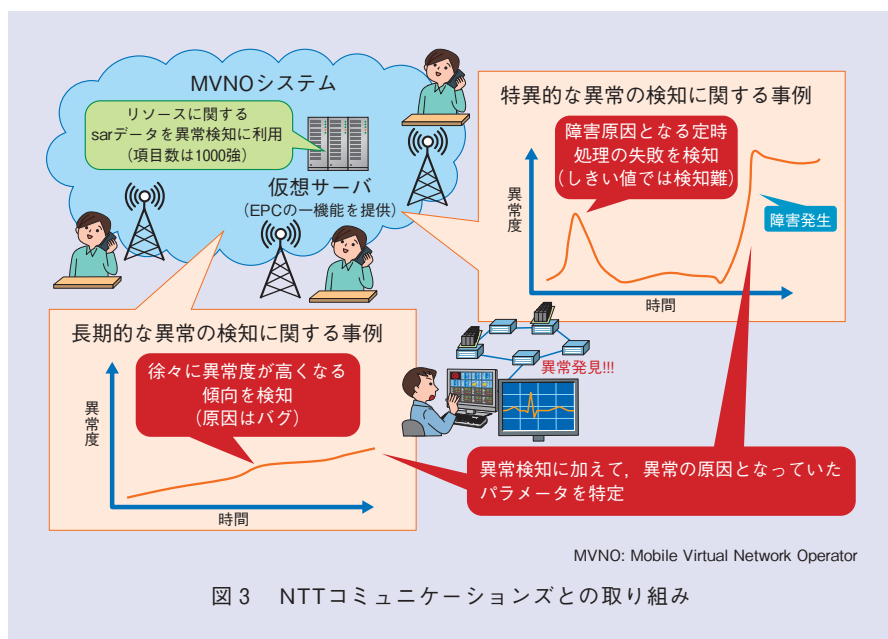 MVNOシステム
リソースに関する
sarデータを異常検知に利用
(項目数は1000強)
仮想サーバ
(EPCの一機能を提供)
特異的な異常の検知に関する事例
障害原因となる定時
処理の失敗を検知
(しきい値では検知難)
異常度
障害発生
時間
長期的な異常の検知に関する事例
徐々に異常度が高くなる
傾向を検知
(原因はバグ)
異常度
時間
異常発見!!!
異常検知に加えて，異常の原因となっていた
パラメータを特定
MVNO: Mobile Virtual Network Operator
図3　NTTコミュニケーションズとの取り組み